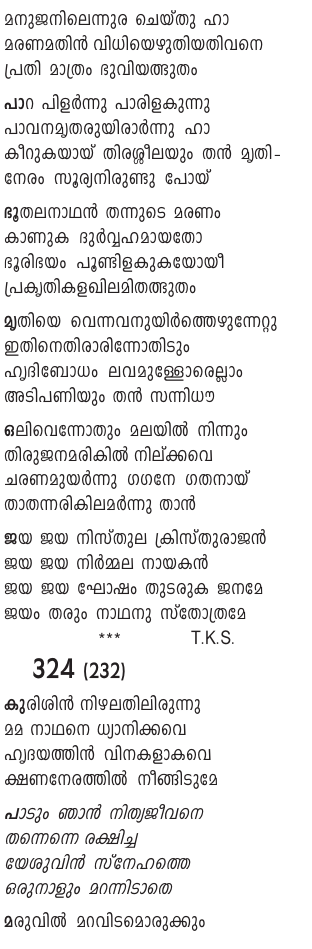 മനുജനിലെന്നുര ചെയ്തു ഹാ
മരണമതിൻ വിധിയെഴുതിയതിവനെ
പ്രതി മാത്രം ഭുവിയത്ഭുതം
പാറ പിളർന്നു പാരിളകുന്നു
പാവനമൃതരുയിരാർന്നു ഹാ
കീറുകയായ് തിരശ്ശീലയും തൻ മൃതി-
നേരം സൂര്യനിരുണ്ടു പോയ്
ഭൂതലനാഥൻ തന്നുടെ മരണം
കാണുക ദുർവ്വഹമായതോ
ഭൂരിഭയം പൂണ്ടിളകുകയോയീ
പ്രകൃതികളഖിലമിതത്ഭുതം
മൃതിയെ വെന്നവനുയിർത്തെഴുന്നേറ്റു
ഇതിനെതിരാരിന്നോതിടും
ഹൃദിബോധം ലവമുള്ളോരെല്ലാം
അടിപണിയും തൻ സന്നിധൗ
ഒലിവെന്നോതും മലയിൽ നിന്നും
തിരുജനമരികിൽ നില്ക്കവെ
ചരണമുയർന്നു ഗഗനേ ഗതനായ്
താതന്നരികിലമർന്നു താൻ
ജയ ജയ നിസ്തുല ക്രിസ്തുരാജൻ
ജയ ജയ നിർമ്മല നായകൻ
ജയ ജയ ഘോഷം തുടരുക ജനമേ
ജയം തരും നാഥനു സ്തോത്രമേ
*** T.K.S.
324 (232)
കുരിശിൻ നിഴലതിലിരുന്നു
മമ നാഥനെ ധ്യാനിക്കവെ
ഹൃദയത്തിൻ വിനകളാകവെ
ക്ഷണനേരത്തിൽ നീങ്ങിടുമേ
പാടും ഞാൻ നിത്യജീവനെ
തന്നെന്നെ രക്ഷിച്ച
യേശുവിൻ സ്നേഹത്തെ
ഒരുനാളും മറന്നിടാതെ
മരുവിൽ മറവിടമൊരുക്കും